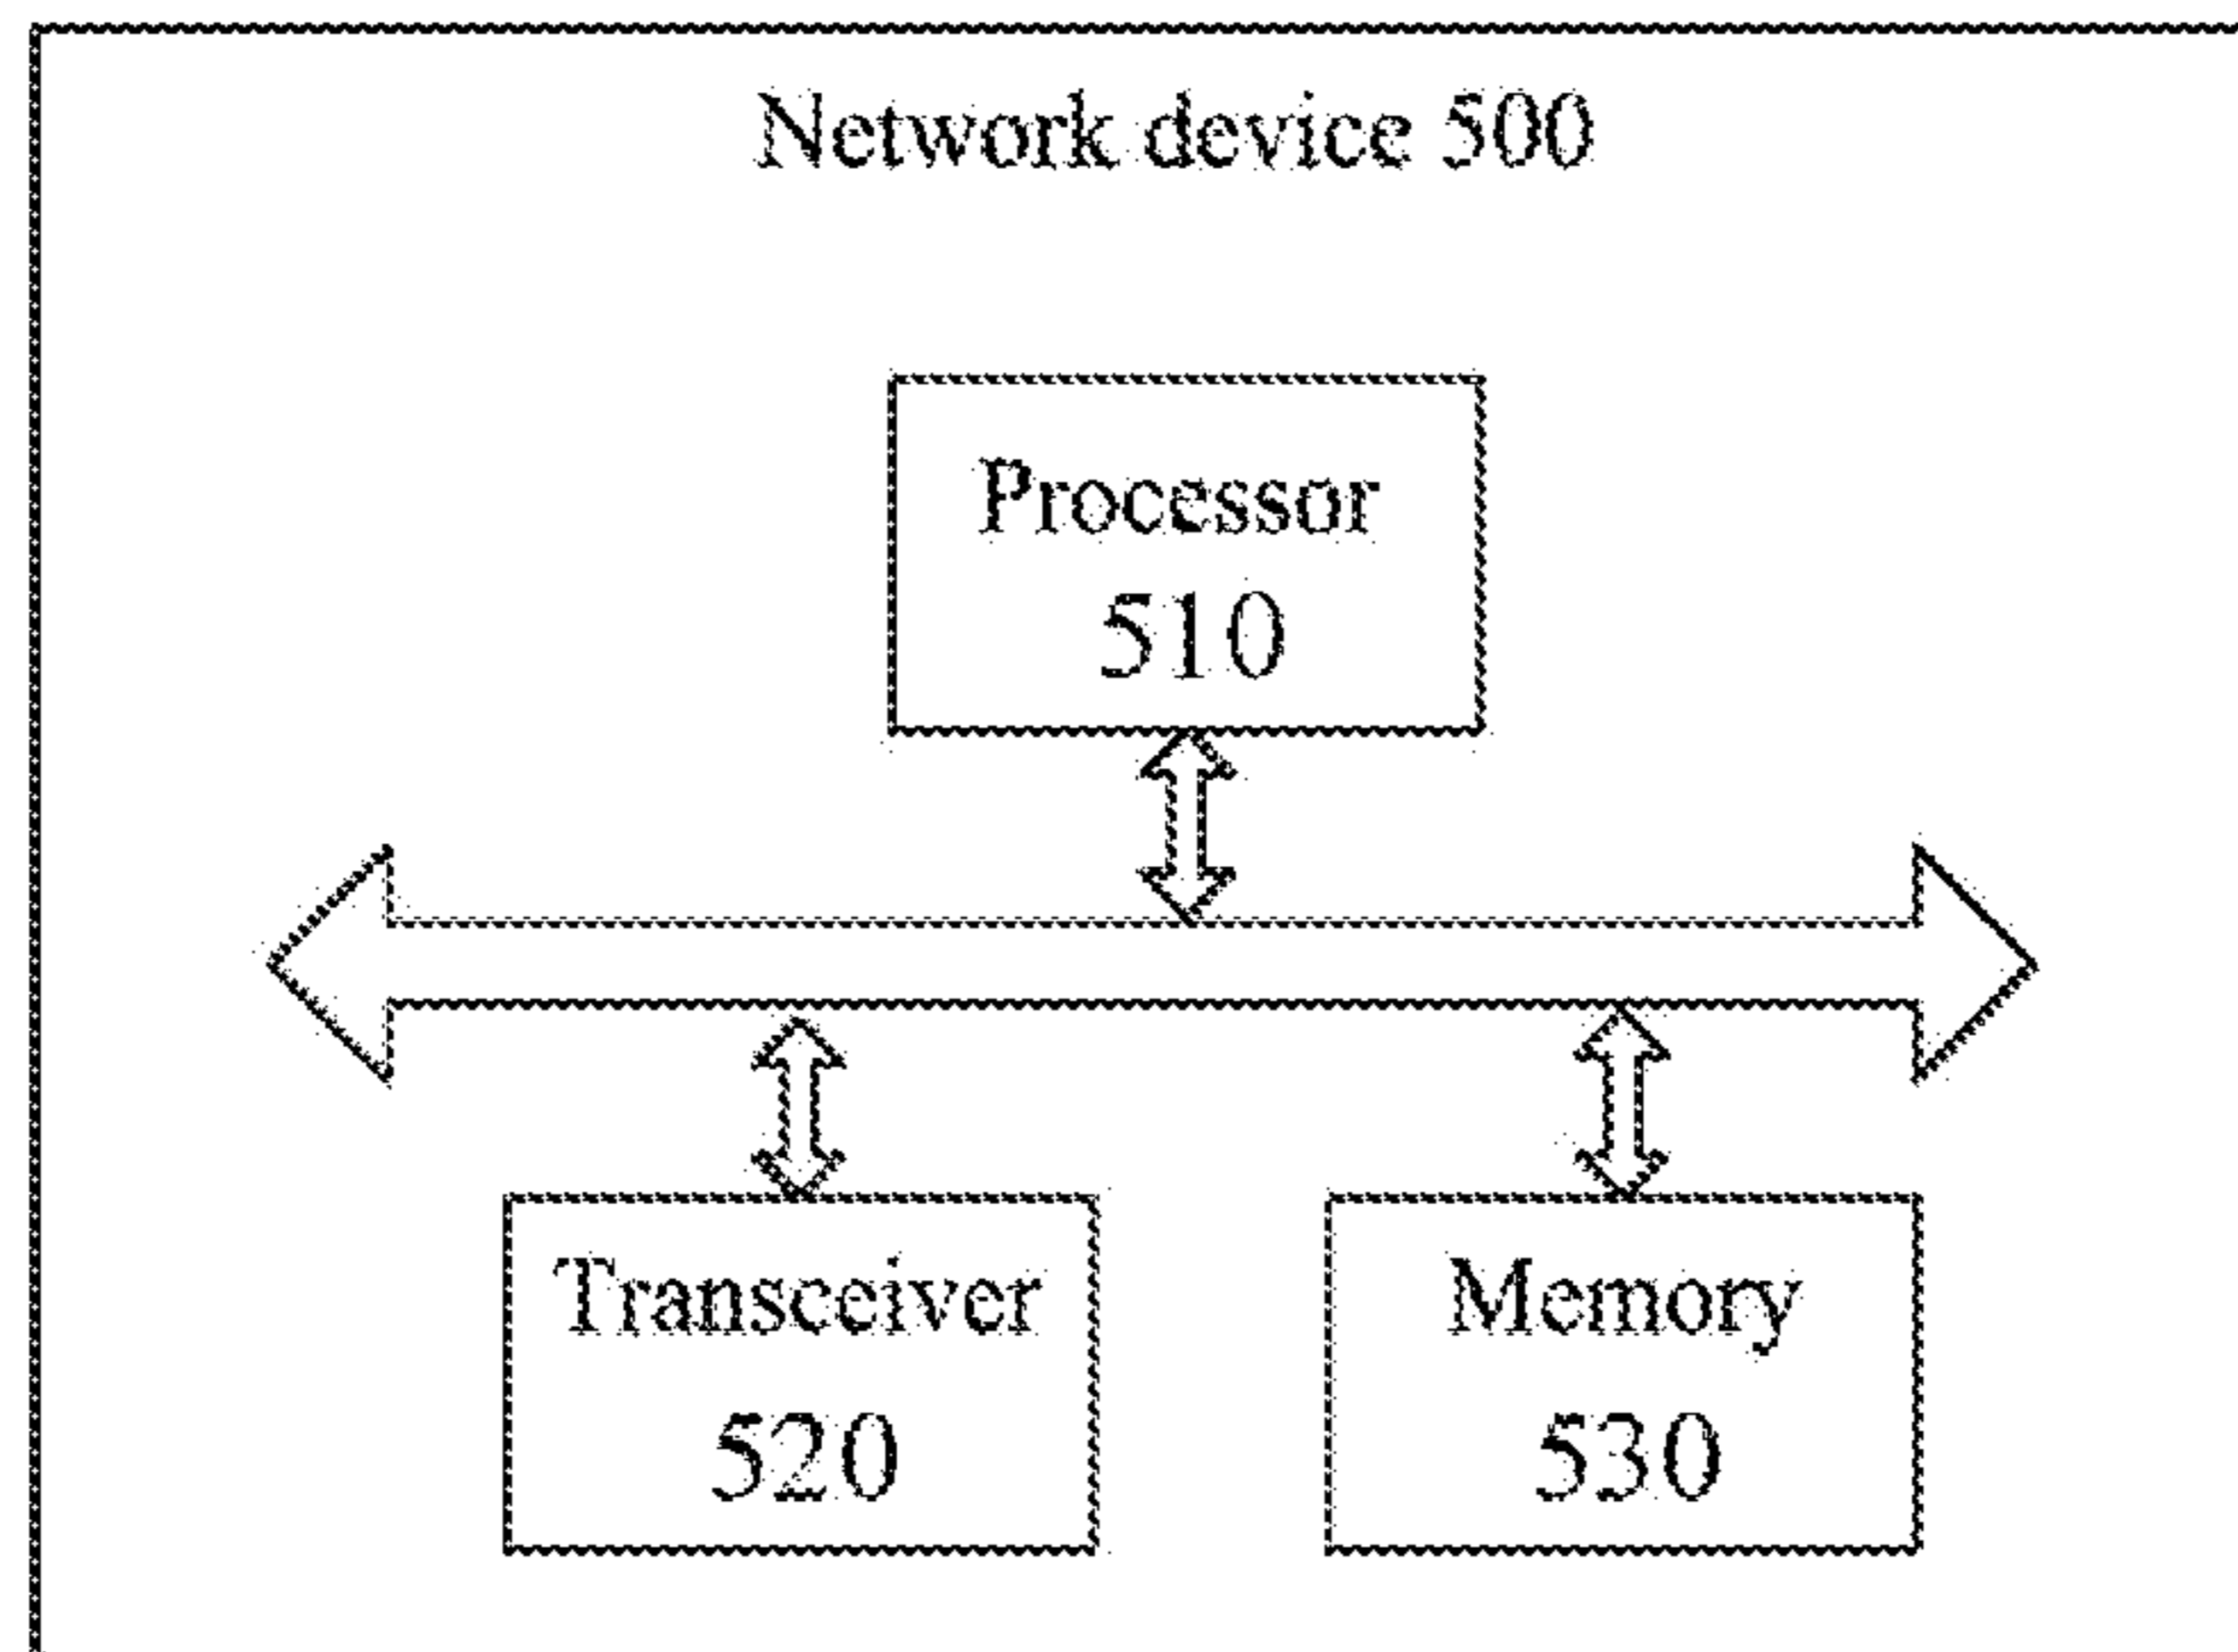 Network device 500
Processor
510
Transceiver
520
Memory
530